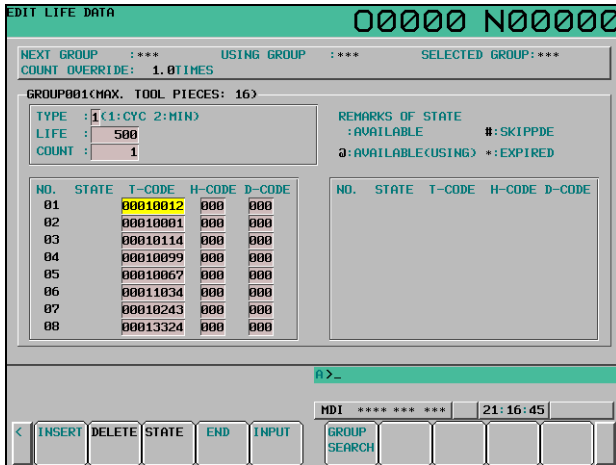 EDIT LIFE DATA O0000 N00000
NEXT GROUP :*** USING GROUP :*** SELECTED GROUP:***
COUNT OVERRIDE: 1.0TIMES
GROUP001(MAX. TOOL PIECES: 16)
TYPE :1(1:CYC 2:MIN)
LIFE : 500
COUNT : 1
REMARKS OF STATE
:AVAILABLE #:SKIPPDE
@:AVAILABLE(USING) *:EXPIRED
NO. STATE T-CODE H-CODE D-CODE
01 00010012 000 000
02 00010001 000 000
03 00010114 000 000
04 00010099 000 000
05 00010067 000 000
06 00011034 000 000
07 00010243 000 000
08 00013324 000 000
NO. STATE T-CODE H-CODE D-CODE
A>_
MDI **** *** *** 21:16:45
< INSERT DELETE STATE END INPUT GROUP
SEARCH